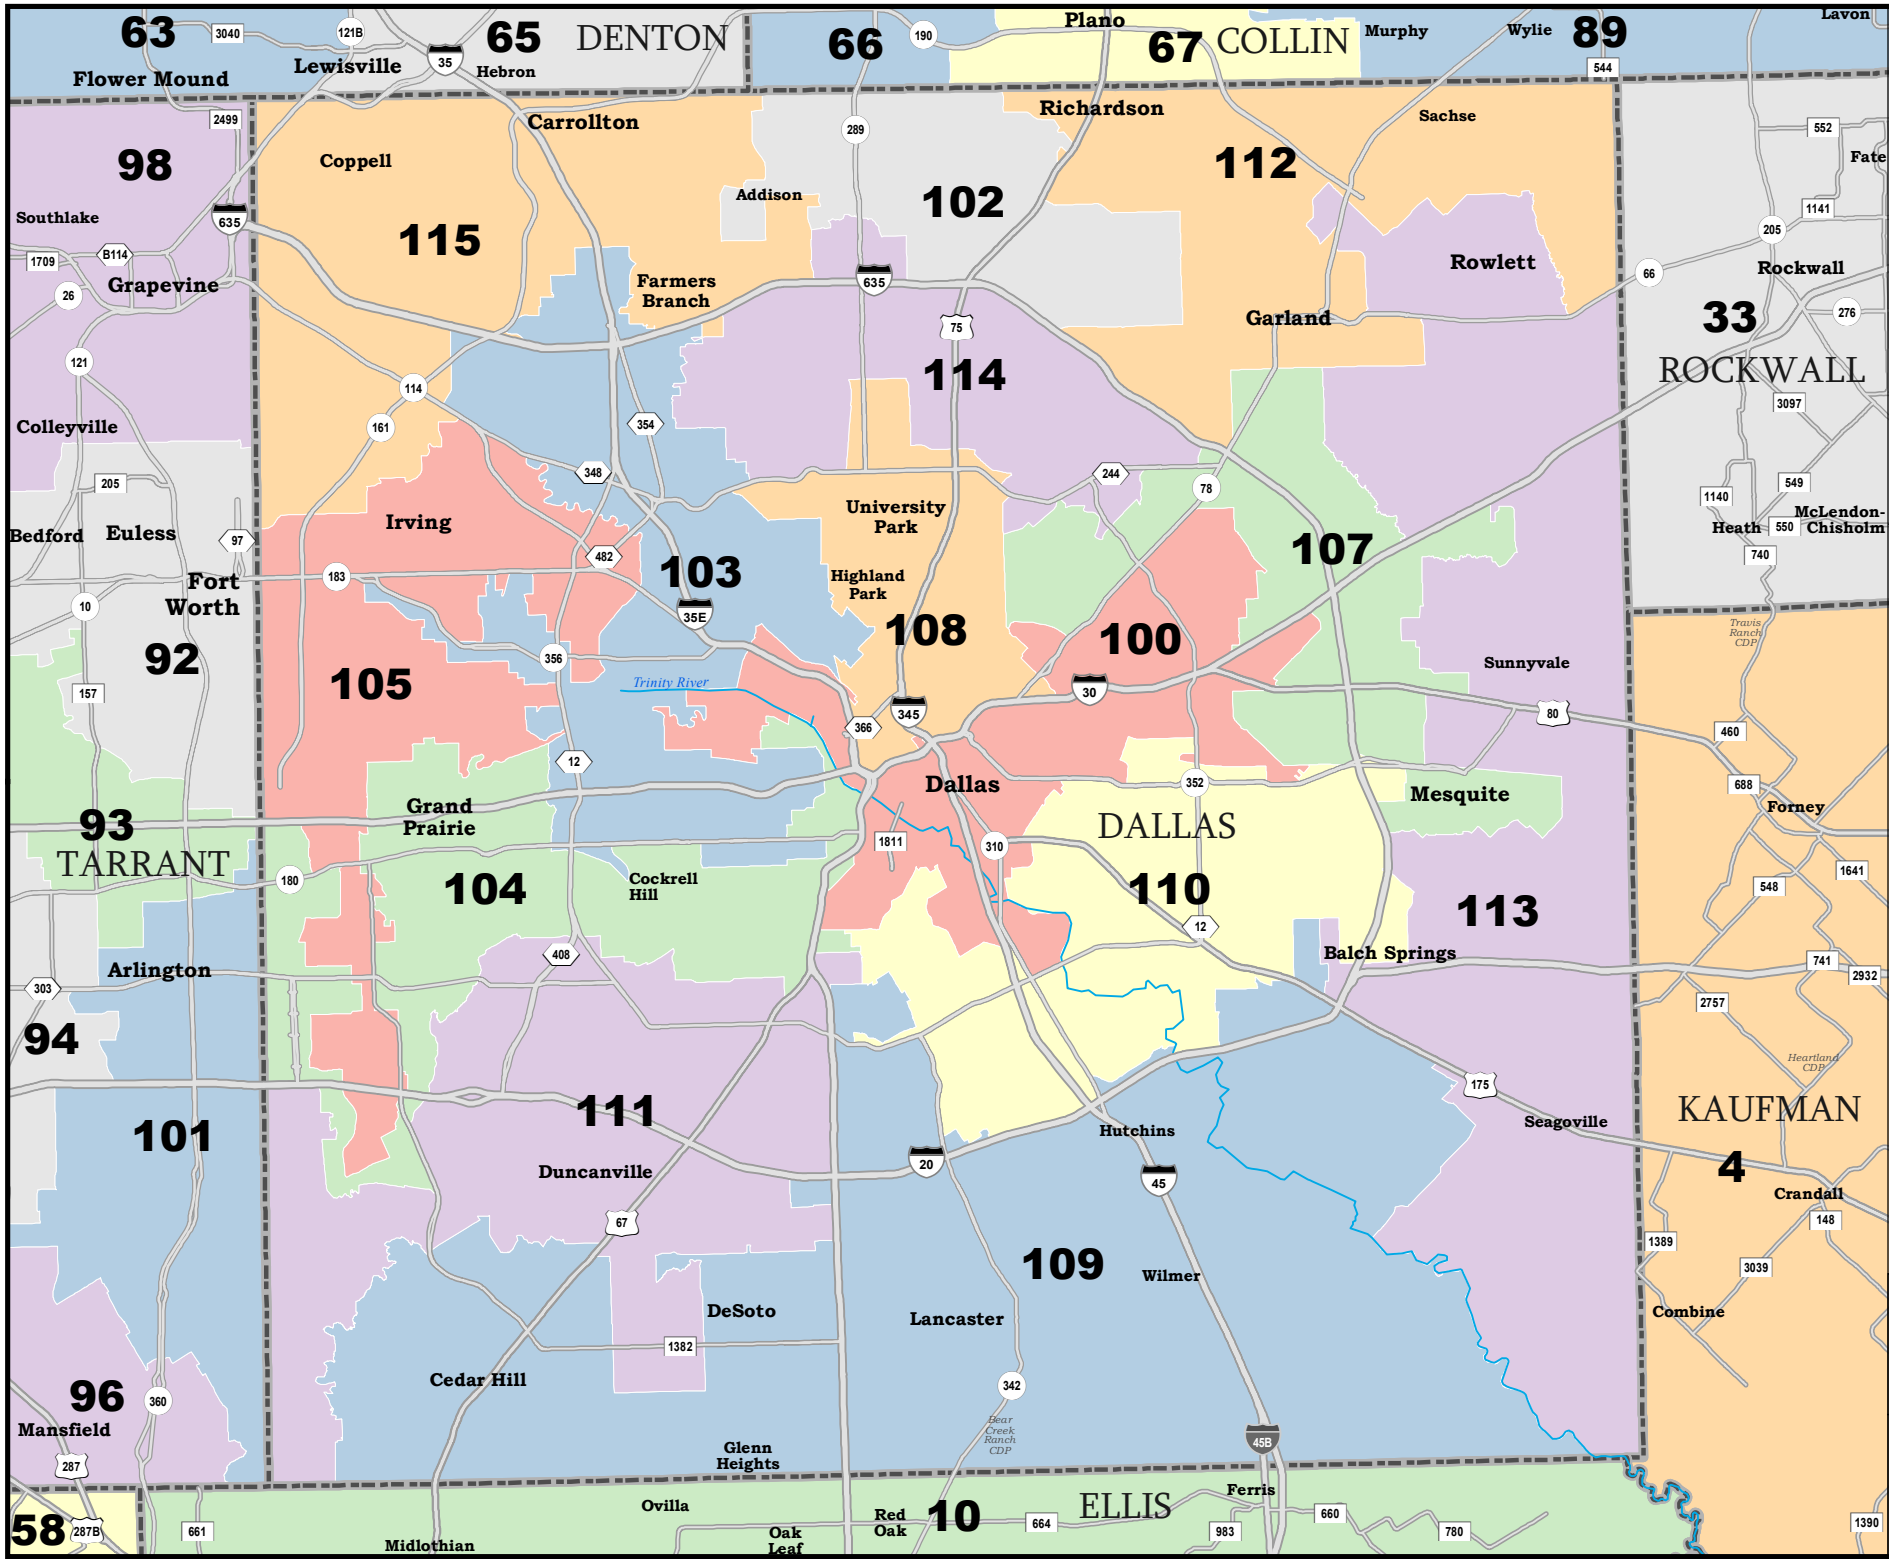 63
3040
121B
65
DENTON
66
190
Plano
67
COLLIN
Murphy
Wylie
89
Lavon
Flower Mound
Lewisville
35
Hebron
544
2499
Carrollton
289
Richardson
Sachse
552
98
Coppell
112
Fate
Addison
102
Southlake
635
115
1141
205
1709
B114
Grapevine
26
Farmers
Branch
635
Rowlett
66
Rockwall
75
Garland
33
276
121
114
114
ROCKWALL
3097
Colleyville
161
354
205
348
244
78
1140
549
Bedford
Euless
97
Irving
University
Park
Heath
550
McLendon-
Chisholm
482
107
740
Fort
Worth
183
103
Highland
Park
10
35E
108
100
Travis
Ranch
CDP
92
356
Sunnyvale
157
105
Trinity River
30
345
366
80
460
12
Dallas
352
688
Mesquite
Forney
93
Grand
Prairie
DALLAS
TARRANT
1811
310
180
104
Cockrell
Hill
110
548
1641
113
12
408
Balch Springs
Arlington
741
2932
303
2757
94
Heartland
CDP
175
101
111
KAUFMAN
Hutchins
Seagoville
20
Duncanville
45
4
Crandall
67
148
1389
109
Wilmer
3039
DeSoto
Lancaster
Combine
1382
Cedar Hill
342
96
360
Mansfield
Bear
Creek
Ranch
CDP
45B
Glenn
Heights
287
Ovilla
Red
Oak
10
ELLIS
Ferris
58
287B
661
664
983
660
780
1390
Midlothian
Oak
Leaf